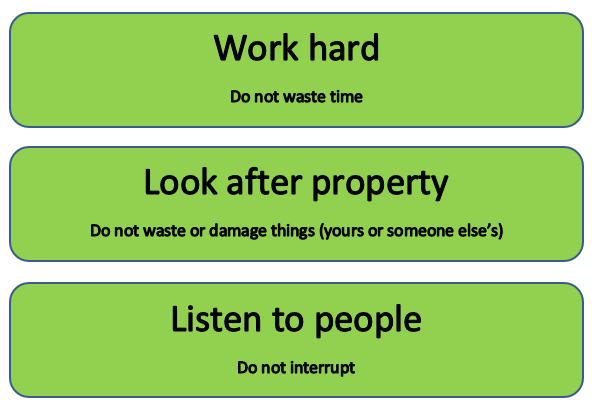 Work hard
Do not waste time
Look after property
Do not waste or damage things (yours or someone else’s)
Listen to people
Do not interrupt